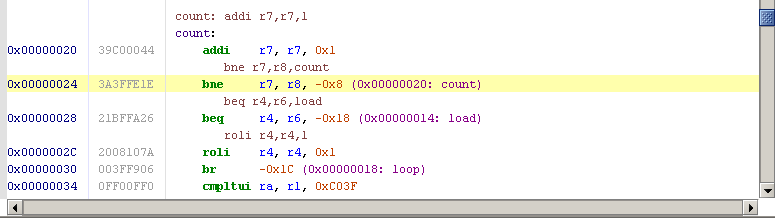 count: addi r7,r7,1
count:
0x00000020 39C00044 addi r7, r7, 0x1
bne r7,r8,count
0x00000024 3A3FFE1E bne r7, r8, -0x8 (0x00000020: count)
beq r4,r6,load
0x00000028 21BFFA26 beq r4, r6, -0x18 (0x00000014: load)
roli r4,r4,1
0x0000002C 2008107A roli r4, r4, 0x1
0x00000030 003FF906 br -0x1C (0x00000018: loop)
0x00000034 0FF00FF0 cmpltui ra, r1, 0xC03F